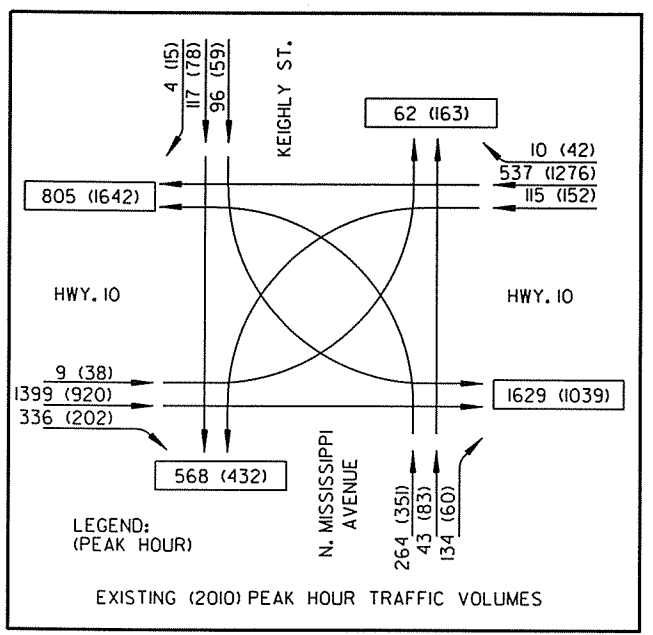 4 (15)
117 (78)
96 (59)
KEIGHLY ST.
62 (163)
10 (42)
537 (1276)
115 (152)
805 (1642)
HWY. 10
HWY. 10
9 (38)
1399 (920)
336 (202)
1629 (1039)
568 (432)
N. MISSISSIPPI
AVENUE
264 (351)
43 (83)
134 (60)
LEGEND:
(PEAK HOUR)
EXISTING (2010) PEAK HOUR TRAFFIC VOLUMES